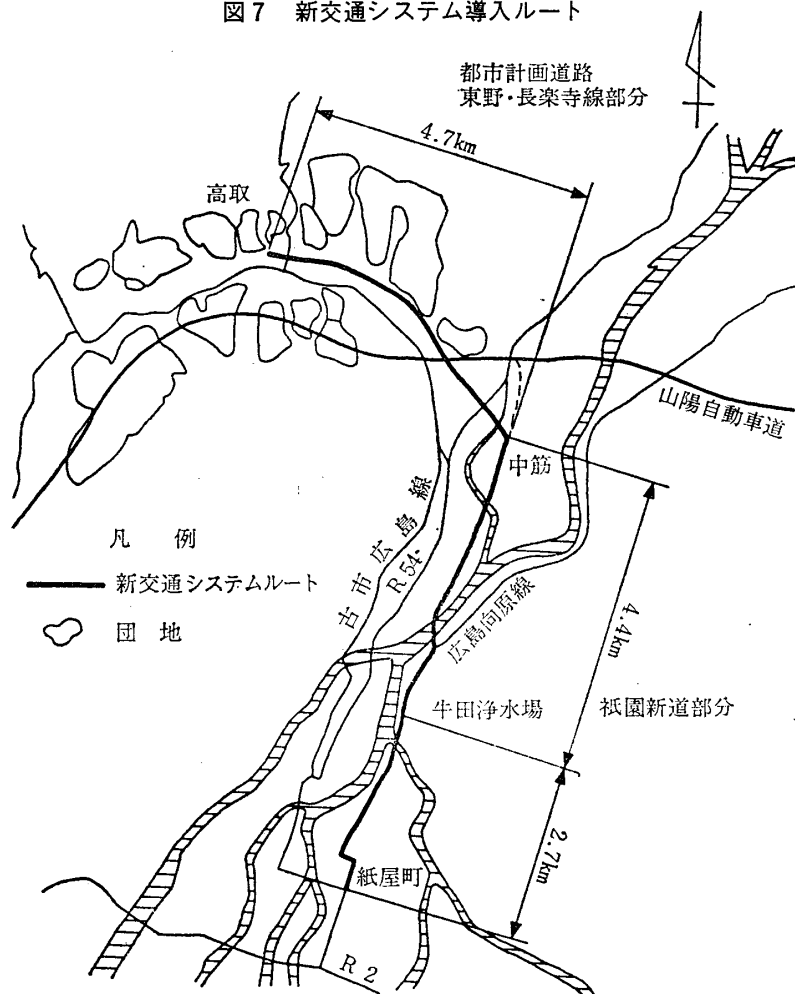 図7 新交通システム導入ルート
都市計画道路
東野・長楽寺線部分
4.7km
高取
山陽自動車道
中筋
古市広島線
R54
広島向原線
凡例
新交通システムルート
団地
4.4km
牛田浄水場
祇園新道部分
2.7km
紙屋町
R2